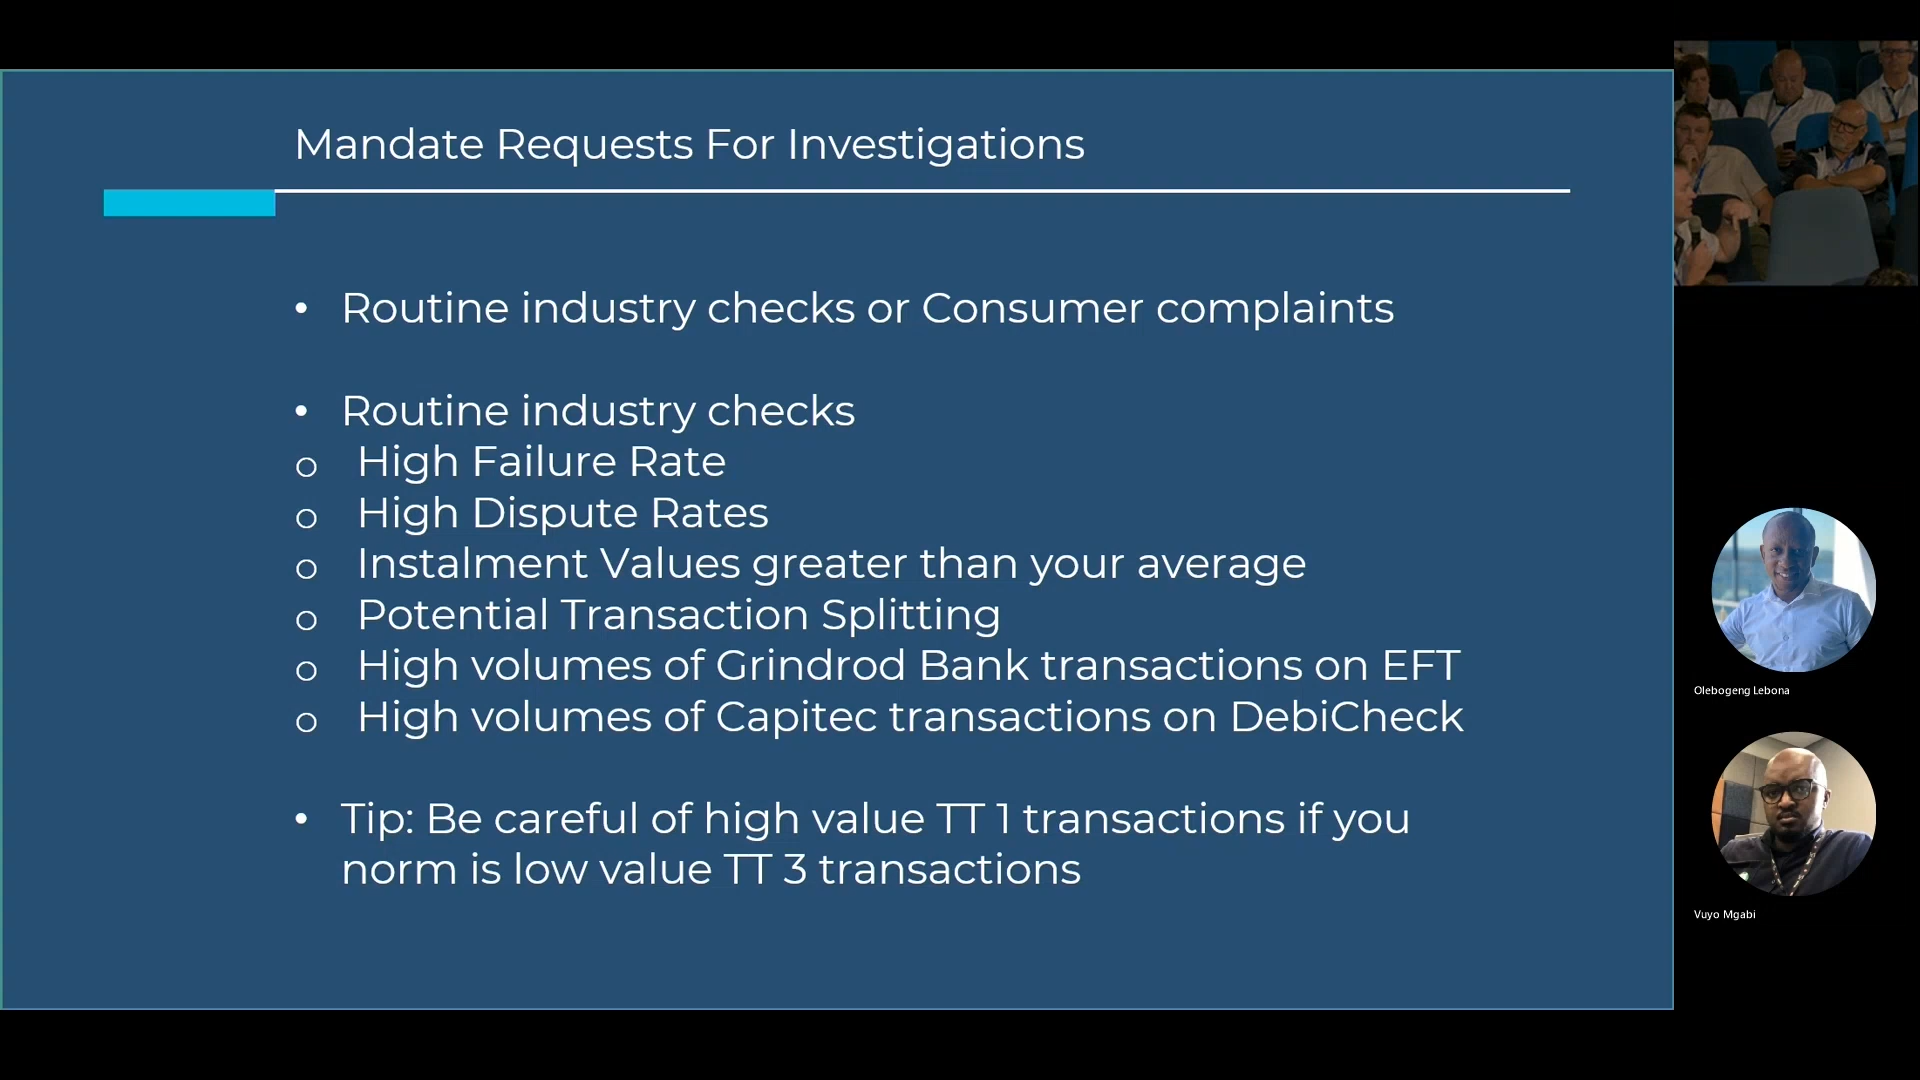 Mandate Requests For Investigations
• Routine industry checks or Consumer complaints
• Routine industry checks
o High Failure Rate
o High Dispute Rates
o Instalment Values greater than your average
o Potential Transaction Splitting
o High volumes of Grindrod Bank transactions on EFT
o High volumes of Capitec transactions on DebiCheck
• Tip: Be careful of high value TT 1 transactions if you
norm is low value TT 3 transactions
Olebogeng Lebona
Vuyo Mgabi